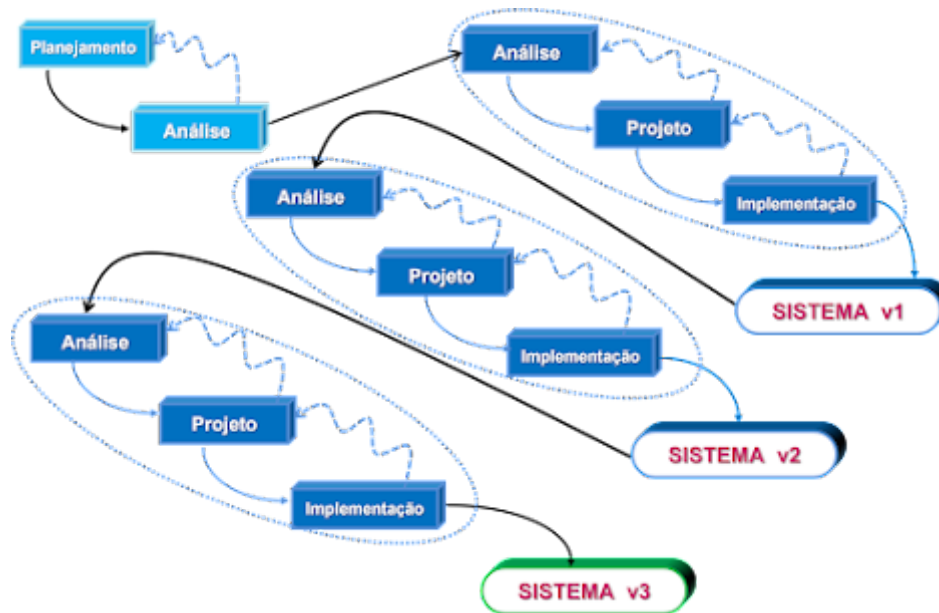 Planejamento
Análise
Análise
Projeto
Implementação
SISTEMA v1
Análise
Projeto
Implementação
SISTEMA v2
Análise
Projeto
Implementação
SISTEMA v3